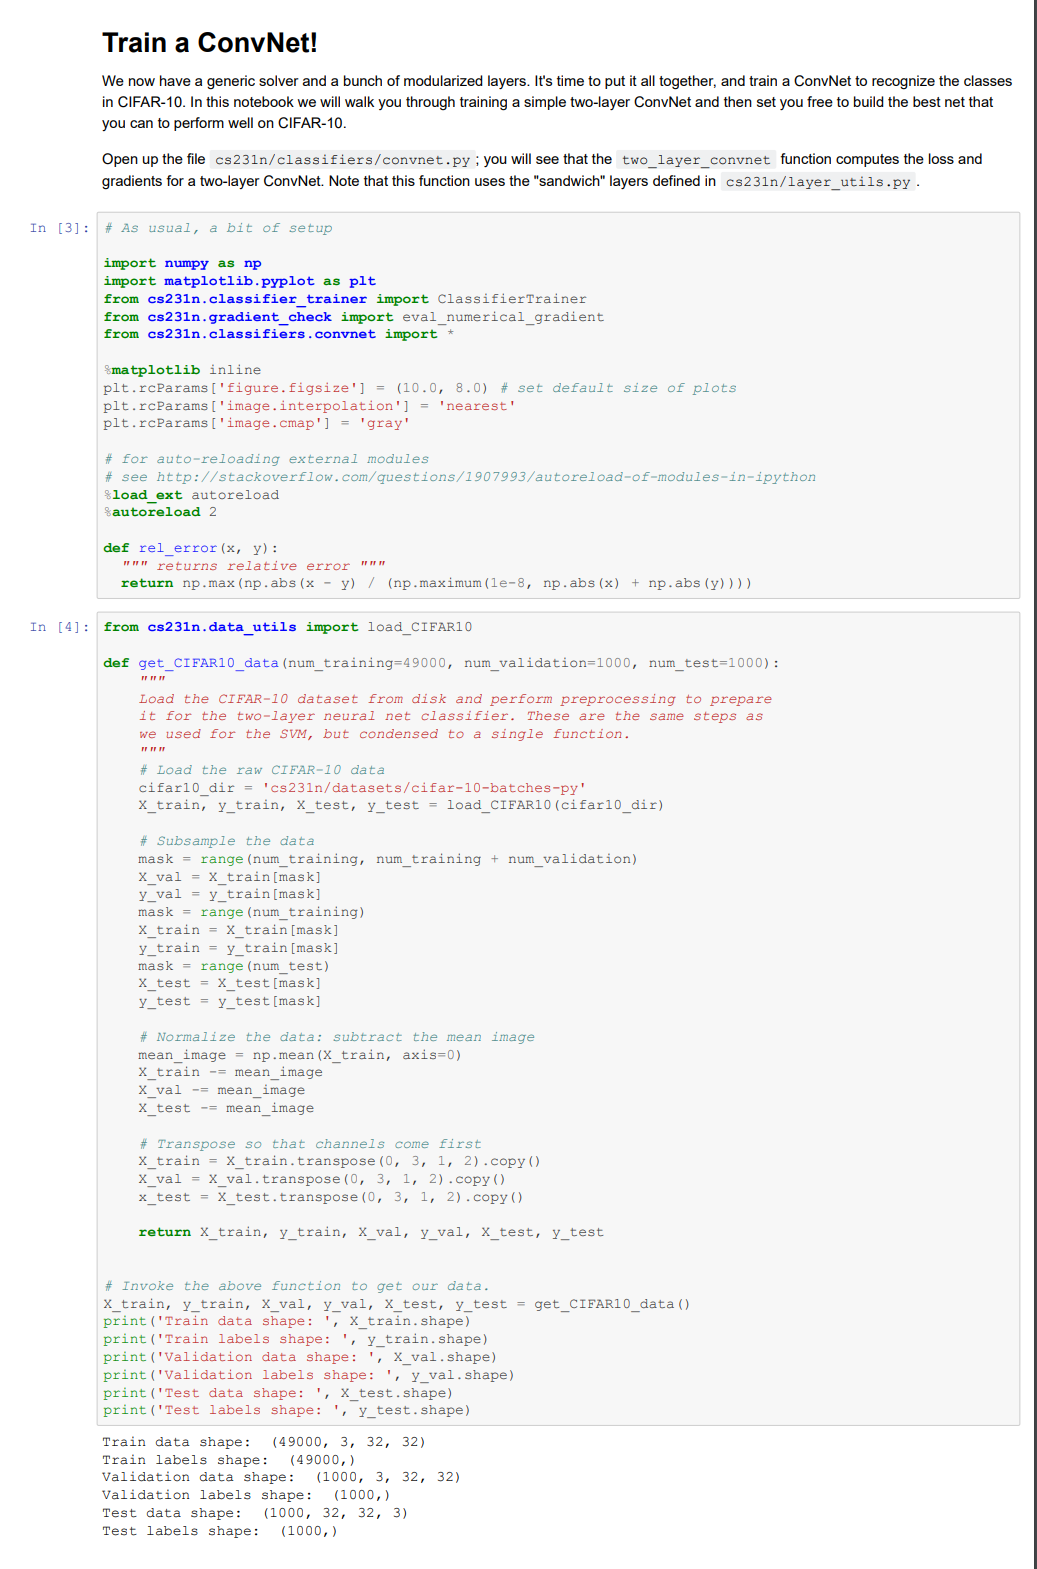 Train a ConvNet!
We now have a generic solver and a bunch of modularized layers. It's time to put it all together, and train a ConvNet to recognize the classes
in CIFAR-10. In this notebook we will walk you through training a simple two-layer ConvNet and then set you free to build the best net that
you can to perform well on CIFAR-10.
Open up the file cs231n/classifiers/convnet.py ; you will see that the two_layer_convnet function computes the loss and
gradients for a two-layer ConvNet. Note that this function uses the "sandwich" layers defined in cs231n/layer_utils.py .
In [3]: # As usual, a bit of setup
import numpy as np
import matplotlib.pyplot as plt
from cs231n.classifier_trainer import ClassifierTrainer
from cs231n.gradient_check import eval_numerical_gradient
from cs231n.classifiers.convnet import *
%matplotlib inline
plt.rcParams['figure.figsize'] = (10.0, 8.0) # set default size of plots
plt.rcParams['image.interpolation'] = 'nearest'
plt.rcParams['image.cmap'] = 'gray'
# for auto-reloading external modules
# see http://stackoverflow.com/questions/1907993/autoreload-of-modules-in-ipython
%load_ext autoreload
%autoreload 2
def rel_error(x, y):
  """ returns relative error """
  return np.max(np.abs(x - y) / (np.maximum(1e-8, np.abs(x) + np.abs(y))))
In [4]: from cs231n.data_utils import load_CIFAR10
def get_CIFAR10_data(num_training=49000, num_validation=1000, num_test=1000):
    """
    Load the CIFAR-10 dataset from disk and perform preprocessing to prepare
    it for the two-layer neural net classifier. These are the same steps as
    we used for the SVM, but condensed to a single function.
    """
    # Load the raw CIFAR-10 data
    cifar10_dir = 'cs231n/datasets/cifar-10-batches-py'
    X_train, y_train, X_test, y_test = load_CIFAR10(cifar10_dir)
    # Subsample the data
    mask = range(num_training, num_training + num_validation)
    X_val = X_train[mask]
    y_val = y_train[mask]
    mask = range(num_training)
    X_train = X_train[mask]
    y_train = y_train[mask]
    mask = range(num_test)
    X_test = X_test[mask]
    y_test = y_test[mask]
    # Normalize the data: subtract the mean image
    mean_image = np.mean(X_train, axis=0)
    X_train -= mean_image
    X_val -= mean_image
    X_test -= mean_image
    # Transpose so that channels come first
    X_train = X_train.transpose(0, 3, 1, 2).copy()
    X_val = X_val.transpose(0, 3, 1, 2).copy()
    x_test = X_test.transpose(0, 3, 1, 2).copy()
    return X_train, y_train, X_val, y_val, X_test, y_test
# Invoke the above function to get our data.
X_train, y_train, X_val, y_val, X_test, y_test = get_CIFAR10_data()
print('Train data shape: ', X_train.shape)
print('Train labels shape: ', y_train.shape)
print('Validation data shape: ', X_val.shape)
print('Validation labels shape: ', y_val.shape)
print('Test data shape: ', X_test.shape)
print('Test labels shape: ', y_test.shape)
Train data shape:  (49000, 3, 32, 32)
Train labels shape:  (49000,)
Validation data shape:  (1000, 3, 32, 32)
Validation labels shape:  (1000,)
Test data shape:  (1000, 32, 32, 3)
Test labels shape:  (1000,)